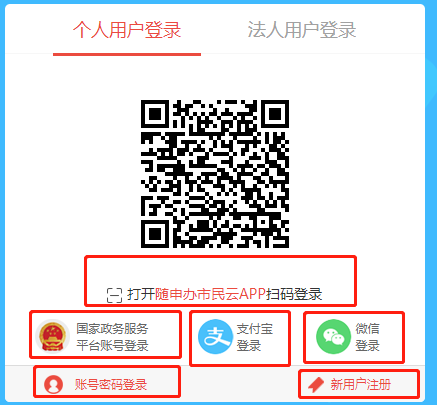 个人用户登录 法人用户登录
打开随申办市民云APP扫码登录
国家政务服务 支付宝 微信
平台账号登录 登录 登录
账号密码登录 新用户注册